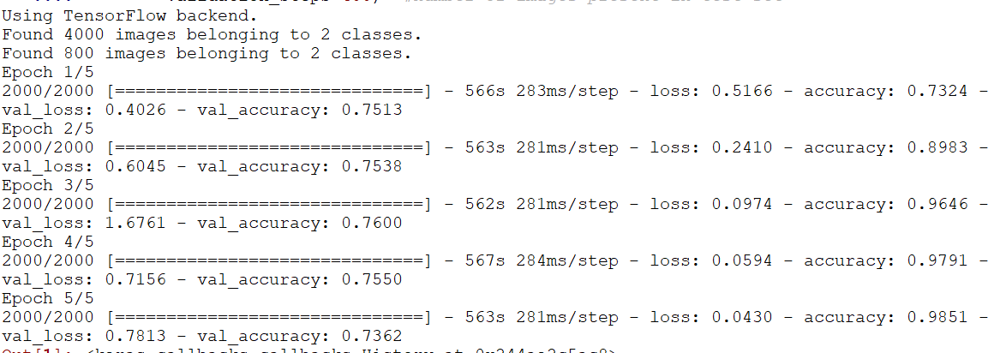 Using TensorFlow backend.
Found 4000 images belonging to 2 classes.
Found 800 images belonging to 2 classes.
Epoch 1/5
2000/2000 [==============================] - 566s 283ms/step - loss: 0.5166 - accuracy: 0.7324 -
val_loss: 0.4026 - val_accuracy: 0.7513
Epoch 2/5
2000/2000 [==============================] - 563s 281ms/step - loss: 0.2410 - accuracy: 0.8983 -
val_loss: 0.6045 - val_accuracy: 0.7538
Epoch 3/5
2000/2000 [==============================] - 562s 281ms/step - loss: 0.0974 - accuracy: 0.9646 -
val_loss: 1.6761 - val_accuracy: 0.7600
Epoch 4/5
2000/2000 [==============================] - 567s 284ms/step - loss: 0.0594 - accuracy: 0.9791 -
val_loss: 0.7156 - val_accuracy: 0.7550
Epoch 5/5
2000/2000 [==============================] - 563s 281ms/step - loss: 0.0430 - accuracy: 0.9851 -
val_loss: 0.7813 - val_accuracy: 0.7362